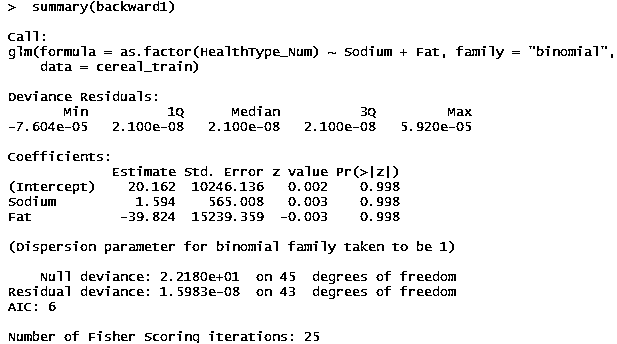 >  summary(backward1)
Call:
glm(formula = as.factor(HealthType_Num) ~ Sodium + Fat, family = "binomial",
    data = cereal_train)
Deviance Residuals:
       Min          1Q      Median          3Q         Max
-7.604e-05   2.100e-08   2.100e-08   2.100e-08   5.920e-05
Coefficients:
             Estimate Std. Error z value Pr(>|z|)
(Intercept)    20.162  10246.136   0.002    0.998
Sodium          1.594    565.008   0.003    0.998
Fat           -39.824  15239.359  -0.003    0.998
(Dispersion parameter for binomial family taken to be 1)
    Null deviance: 2.2180e+01  on 45  degrees of freedom
Residual deviance: 1.5983e-08  on 43  degrees of freedom
AIC: 6
Number of Fisher Scoring iterations: 25